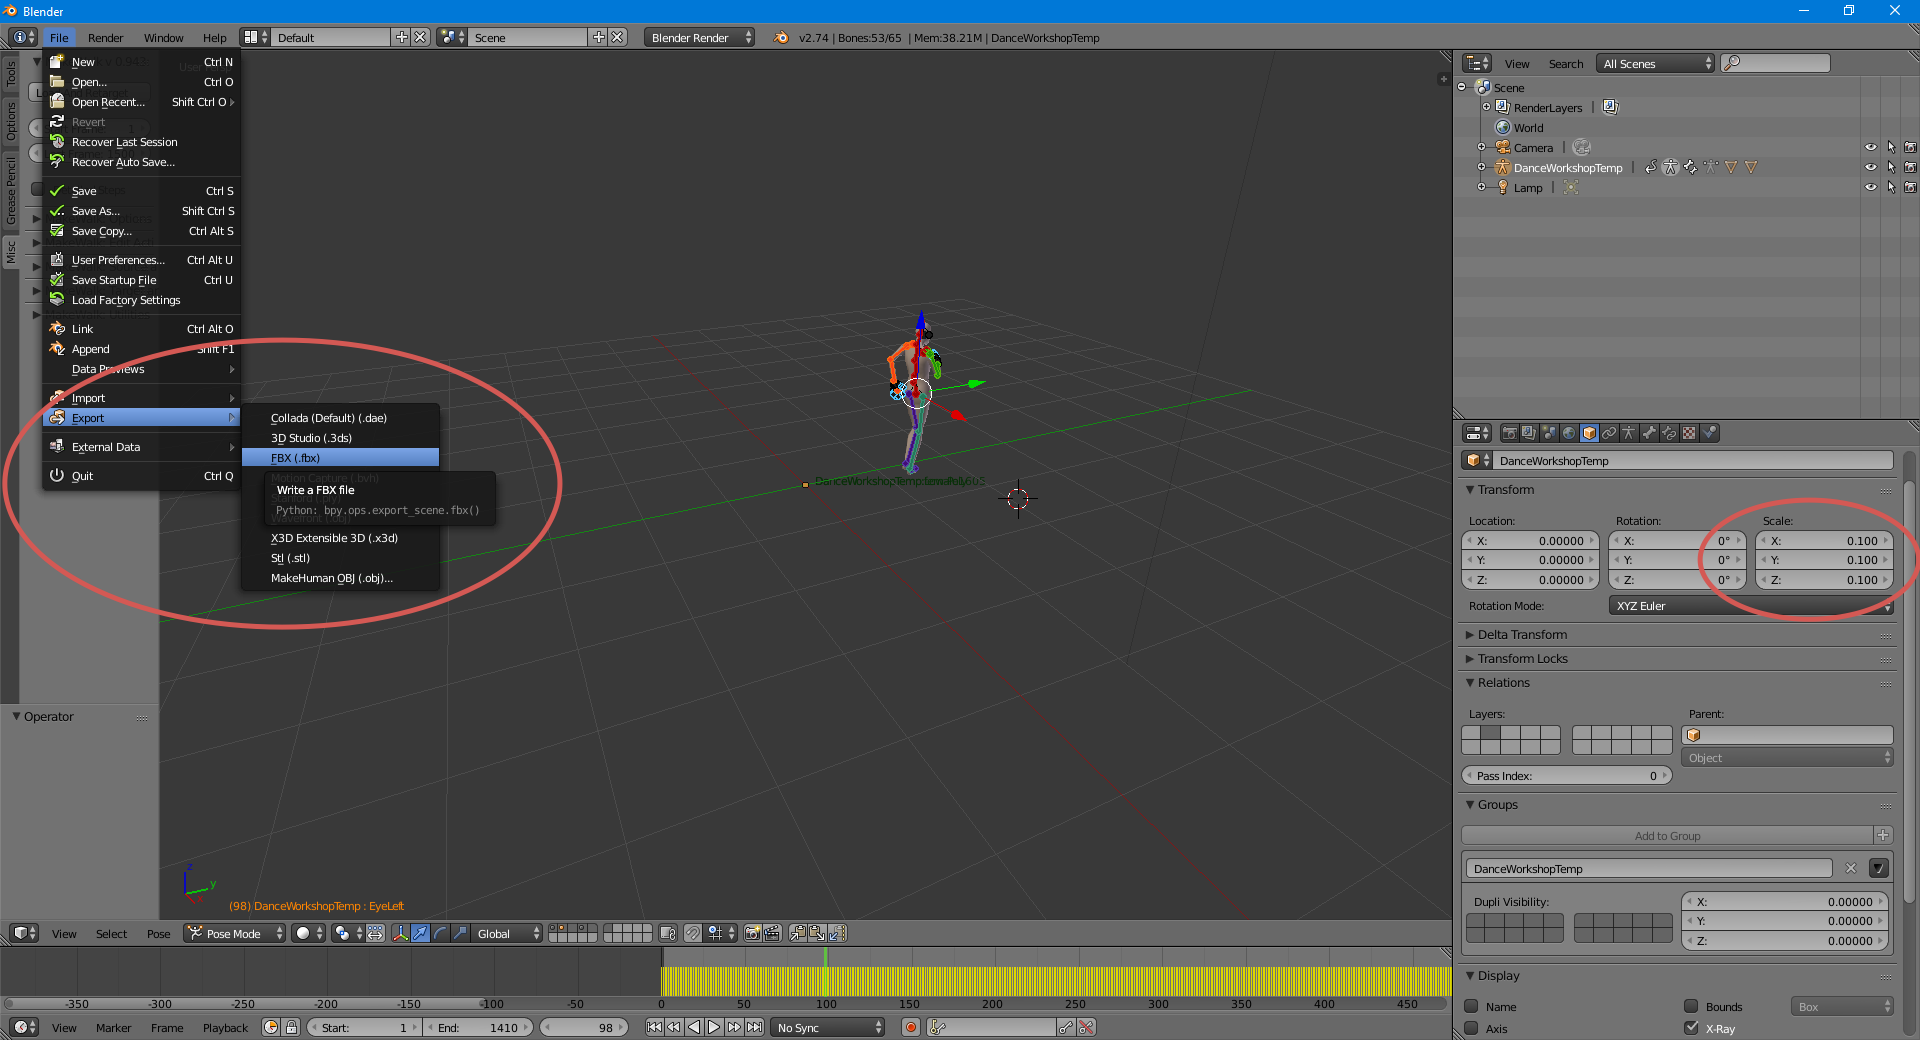 Blender
File Render Window Help Default Scene Blender Render v2.74 | Bones:53/65 | Mem:38.21M | DanceWorkshopTemp
Tools
Options
Grease Pencil
Misc
New Ctrl N
Open... Ctrl O
Open Recent... Shift Ctrl O
Revert
Recover Last Session
Recover Auto Save...
Save Ctrl S
Save As... Shift Ctrl S
Save Copy... Ctrl Alt S
User Preferences... Ctrl Alt U
Save Startup File Ctrl U
Load Factory Settings
Link Ctrl Alt O
Append Shift F1
Data Previews
Import
Export
External Data
Quit Ctrl Q
Collada (Default) (.dae)
3D Studio (.3ds)
FBX (.fbx)
Motion Capture (.bvh)
Write a FBX file
Python: bpy.ops.export_scene.fbx()
X3D Extensible 3D (.x3d)
Stl (.stl)
MakeHuman OBJ (.obj)...
Operator
z
y
x
(98) DanceWorkshopTemp : EyeLeft
View Select Pose Pose Mode Global
-350 -300 -250 -200 -150 -100 -50 0 50 100 150 200 250 300 350 400 450
View Marker Frame Playback Start: 1 End: 1410 98 No Sync
View Search All Scenes
Scene
RenderLayers |
World
Camera |
DanceWorkshopTemp |
Lamp |
DanceWorkshopTemp
Transform
Location: Rotation: Scale:
X: 0.00000 X: 0° X: 0.100
Y: 0.00000 Y: 0° Y: 0.100
Z: 0.00000 Z: 0° Z: 0.100
Rotation Mode: XYZ Euler
Delta Transform
Transform Locks
Relations
Layers: Parent:
Object
Pass Index: 0
Groups
Add to Group
DanceWorkshopTemp
Dupli Visibility: X: 0.00000
Y: 0.00000
Z: 0.00000
Display
Name Bounds Box
Axis X-Ray